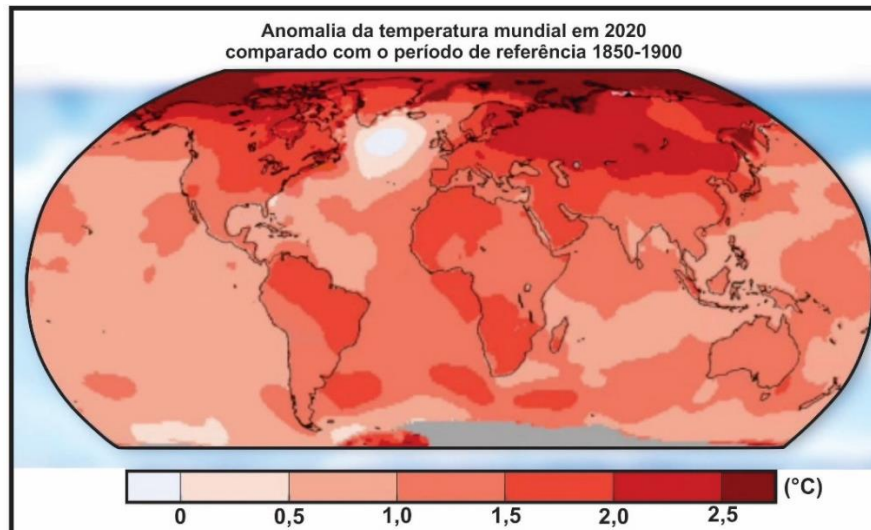 Anomalia da temperatura mundial em 2020
comparado com o período de referência 1850-1900
(°C)
0 0,5 1,0 1,5 2,0 2,5